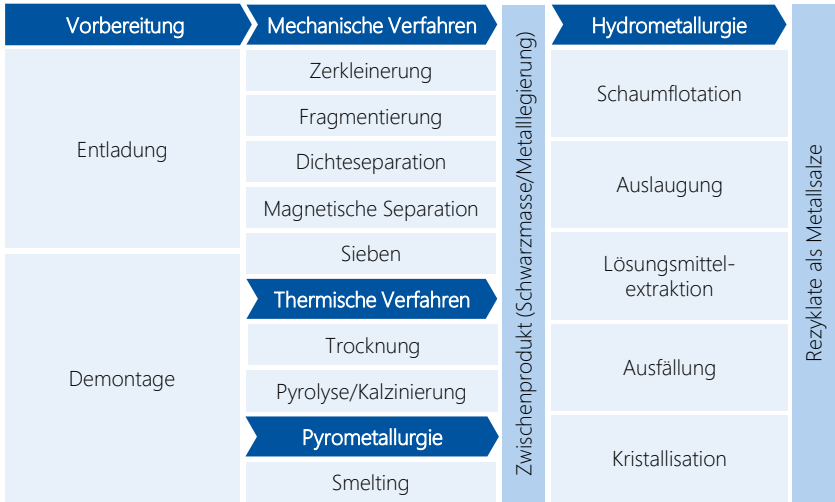 Vorbereitung
Entladung
Demontage
Mechanische Verfahren
Zerkleinerung
Fragmentierung
Dichteseparation
Magnetische Separation
Sieben
Thermische Verfahren
Trocknung
Pyrolyse/Kalzinierung
Pyrometallurgie
Smelting
Zwischenprodukt (Schwarzmasse/Metalllegierung)
Hydrometallurgie
Schaumflotation
Auslaugung
Lösungsmittel-
extraktion
Ausfällung
Kristallisation
Rezyklate als Metallsalze